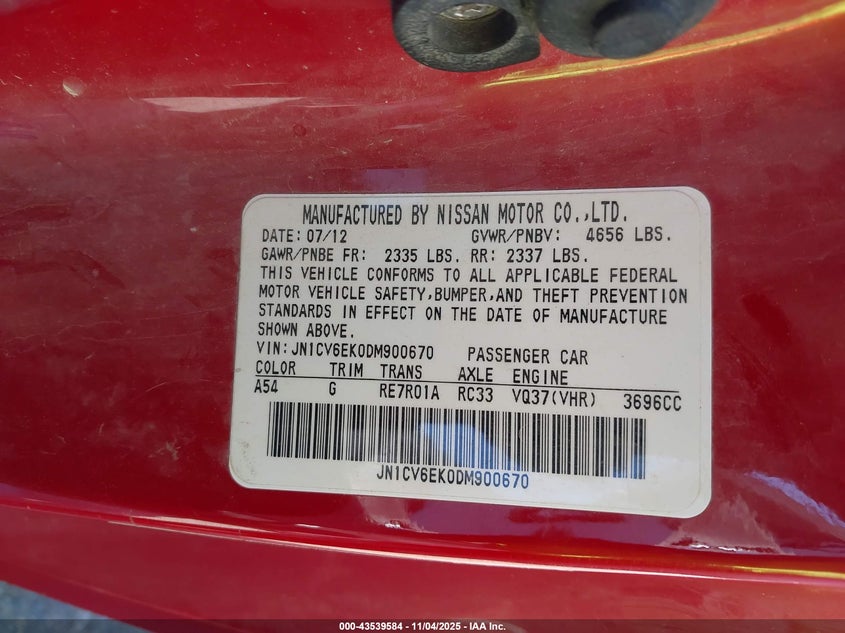 MANUFACTURED BY NISSAN MOTOR CO.,LTD.
DATE: 07/12 GVWR/PNBV: 4656 LBS.
GAWR/PNBE FR: 2335 LBS. RR: 2337 LBS.
THIS VEHICLE CONFORMS TO ALL APPLICABLE FEDERAL
MOTOR VEHICLE SAFETY,BUMPER,AND THEFT PREVENTION
STANDARDS IN EFFECT ON THE DATE OF MANUFACTURE
SHOWN ABOVE.
VIN:JN1CV6EK0DM900670 PASSENGER CAR
COLOR TRIM TRANS AXLE ENGINE
A54 G RE7R01A RC33 VQ37(VHR) 3696CC
JN1CV6EK0DM900670
000-43539584 - 11/04/2025 - IAA Inc.